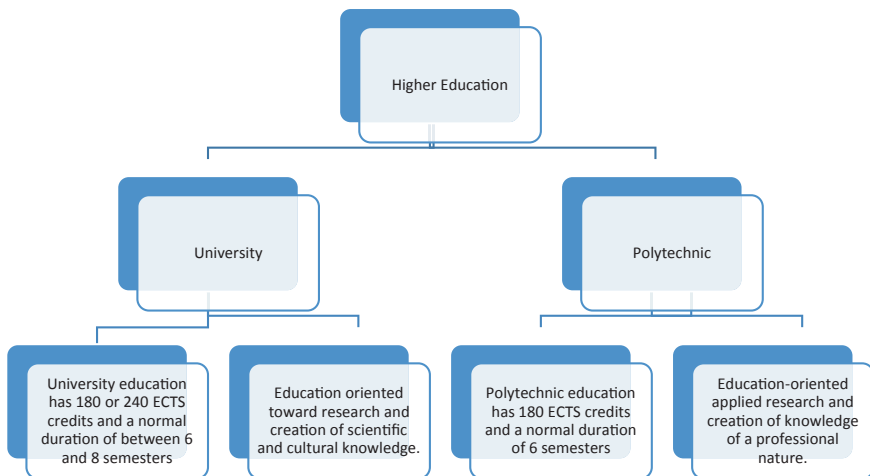 Higher Education
University
Polytechnic
University education
has 180 or 240 ECTS
credits and a normal
duration of between 6
and 8 semesters
Education oriented
toward research and
creation of scientific
and cultural knowledge.
Polytechnic education
has 180 ECTS credits
and a normal duration
of 6 semesters
Education-oriented
applied research and
creation of knowledge
of a professional
nature.